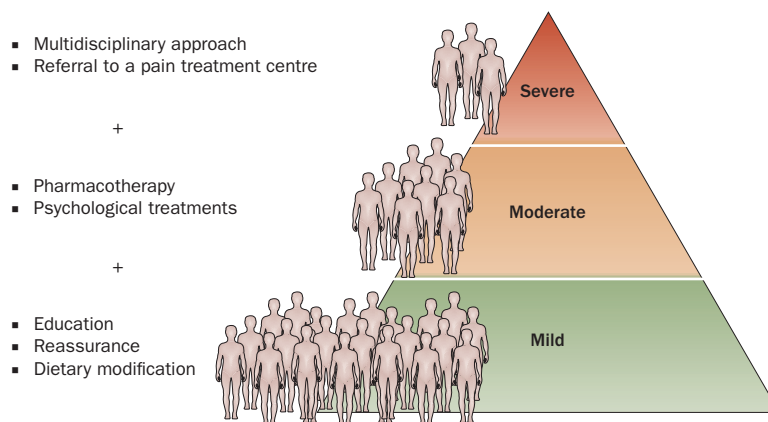 ▪ Multidisciplinary approach
▪ Referral to a pain treatment centre
+
▪ Pharmacotherapy
▪ Psychological treatments
+
▪ Education
▪ Reassurance
▪ Dietary modification
Severe
Moderate
Mild